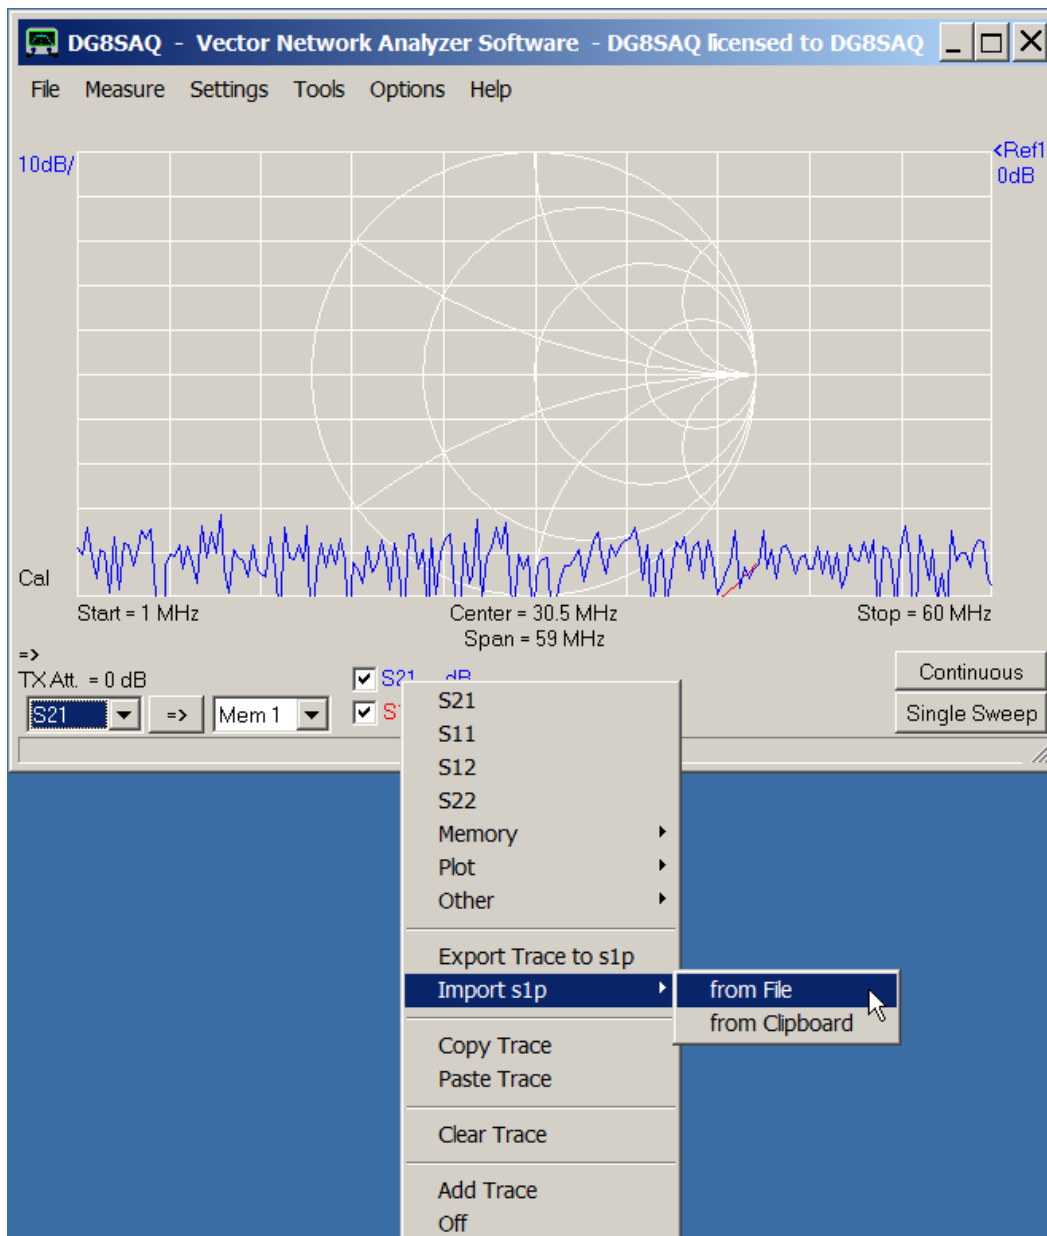 DG8SAQ - Vector Network Analyzer Software - DG8SAQ licensed to DG8SAQ
File Measure Settings Tools Options Help
10dB/
<Ref1
0dB
Cal
Start = 1 MHz Center = 30.5 MHz Stop = 60 MHz
Span = 59 MHz
=>
TX Att. = 0 dB
S21 dB
Continuous
S21 => Mem 1
Single Sweep
S21
S11
S12
S22
Memory
Plot
Other
Export Trace to s1p
Import s1p
from File
from Clipboard
Copy Trace
Paste Trace
Clear Trace
Add Trace
Off